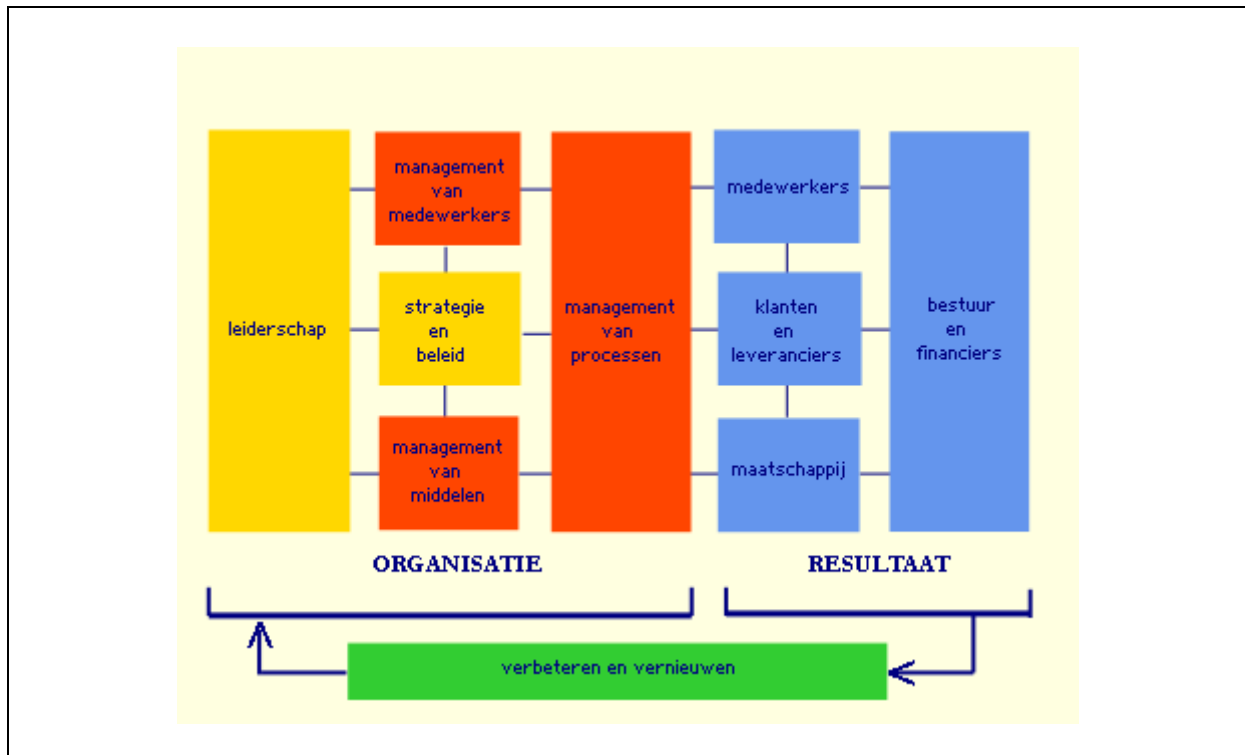 leiderschap
management
van
medewerkers
strategie
en
beleid
management
van
middelen
management
van
processen
medewerkers
klanten
en
leveranciers
maatschappij
bestuur
en
financiers
ORGANISATIE
RESULTAAT
verbeteren en vernieuwen